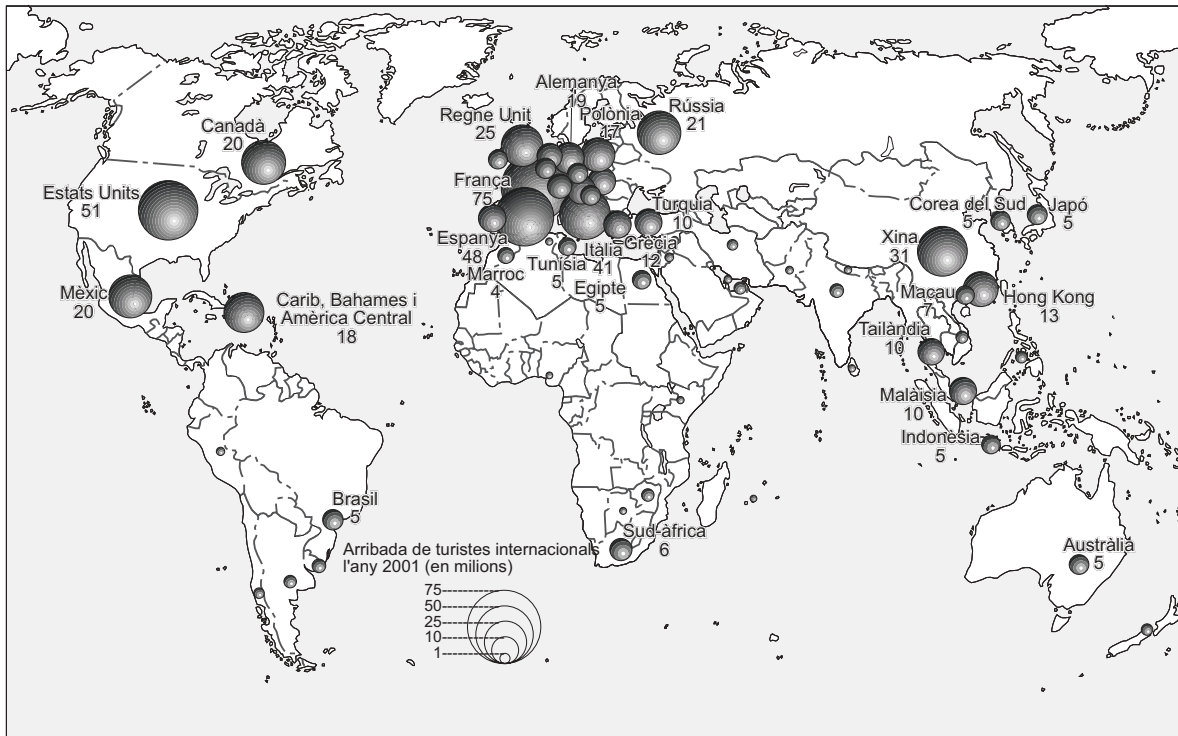 Alemanya
19
Regne Unit
25
Polònia
17
Rússia
21
Canadà
20
Estats Units
51
França
75
Turquia
10
Corea del Sud
5
Japó
5
Espanya
48
Itàlia
41
Grècia
12
Xina
31
Marroc
4
Tunísia
5
Egipte
5
Mèxic
20
Carib, Bahames i
Amèrica Central
18
Macau
7
Hong Kong
13
Tailàndia
10
Malàisia
10
Indonèsia
5
Brasil
5
Sud-àfrica
6
Austràlia
5
Arribada de turistes internacionals
l'any 2001 (en milions)
75
50
25
10
1